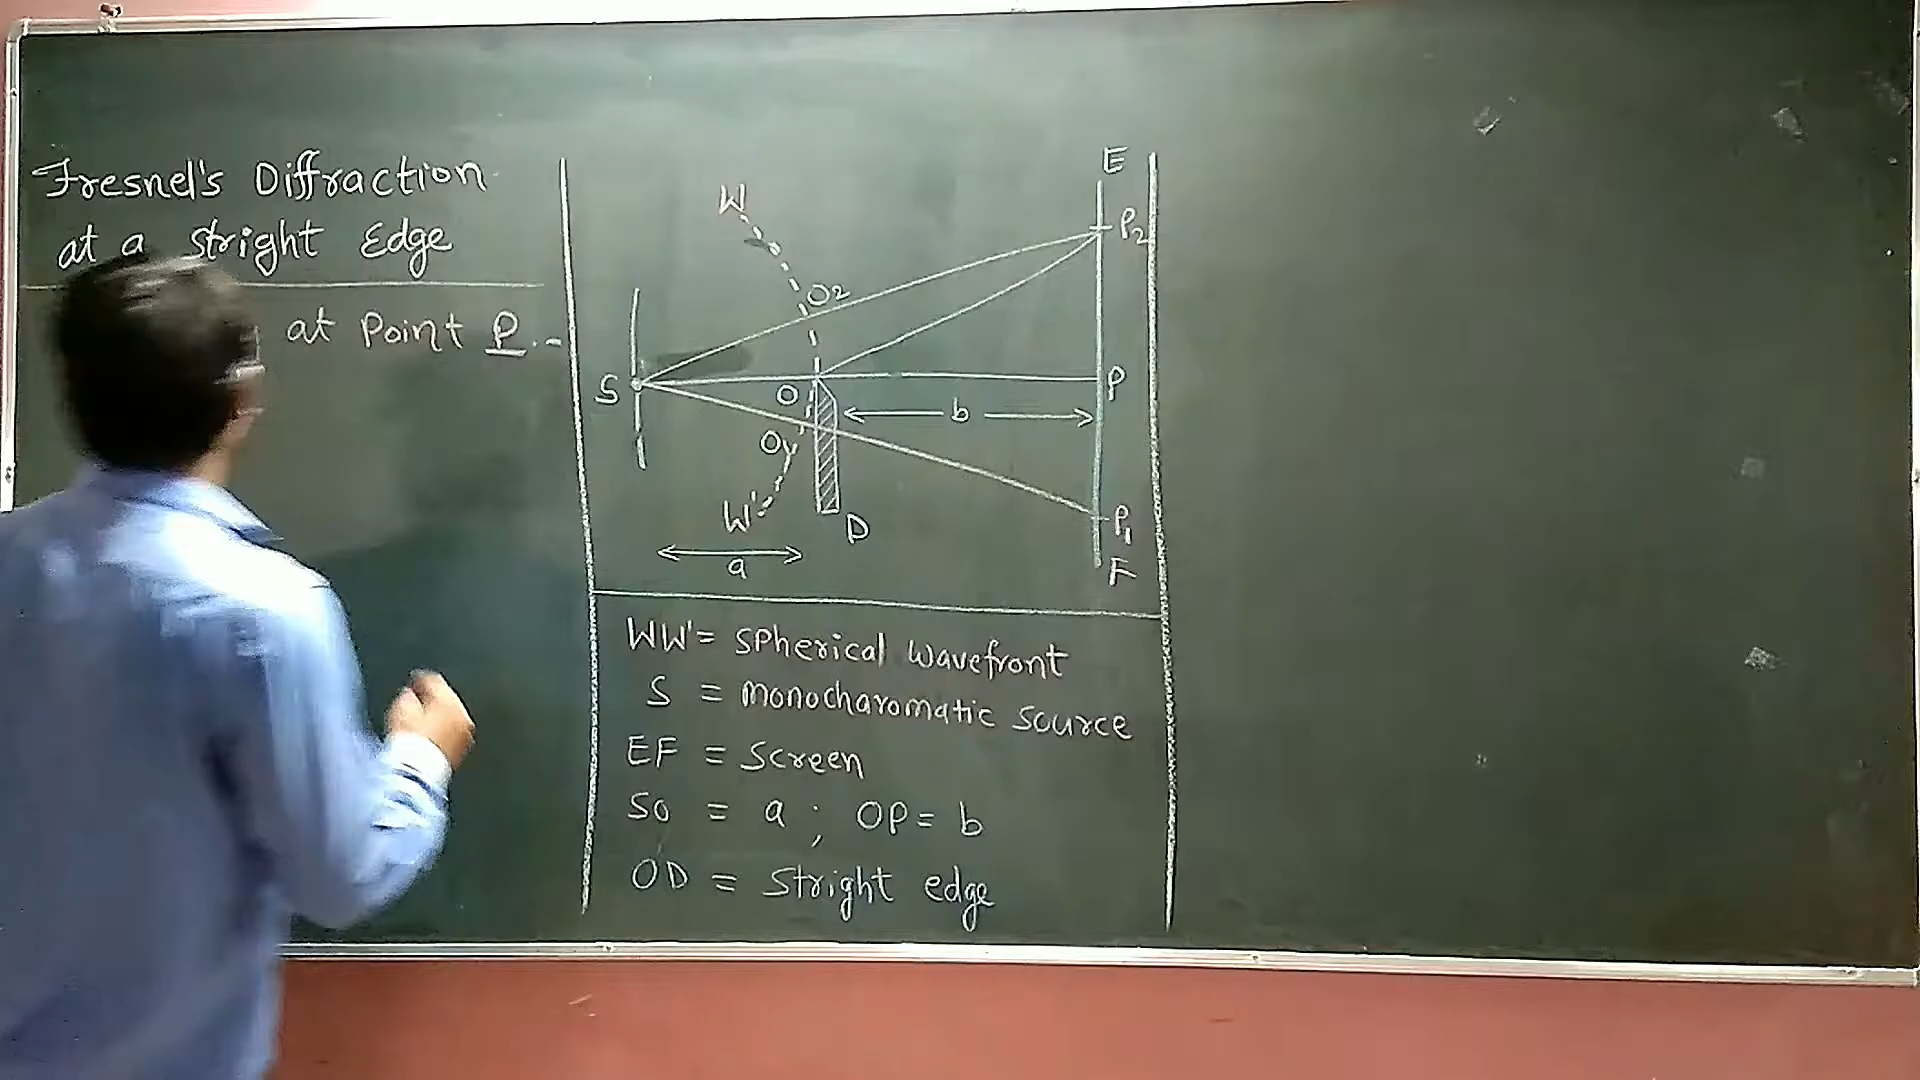 Fresnel's Diffraction
at a stright Edge
at Point P.-
W
O2
S
O
O1
W'
a
b
D
E
P2
P
P1
F
WW' = Spherical Wavefront
S = monocharomatic source
EF = Screen
SO = a ; OP = b
OD = Stright edge